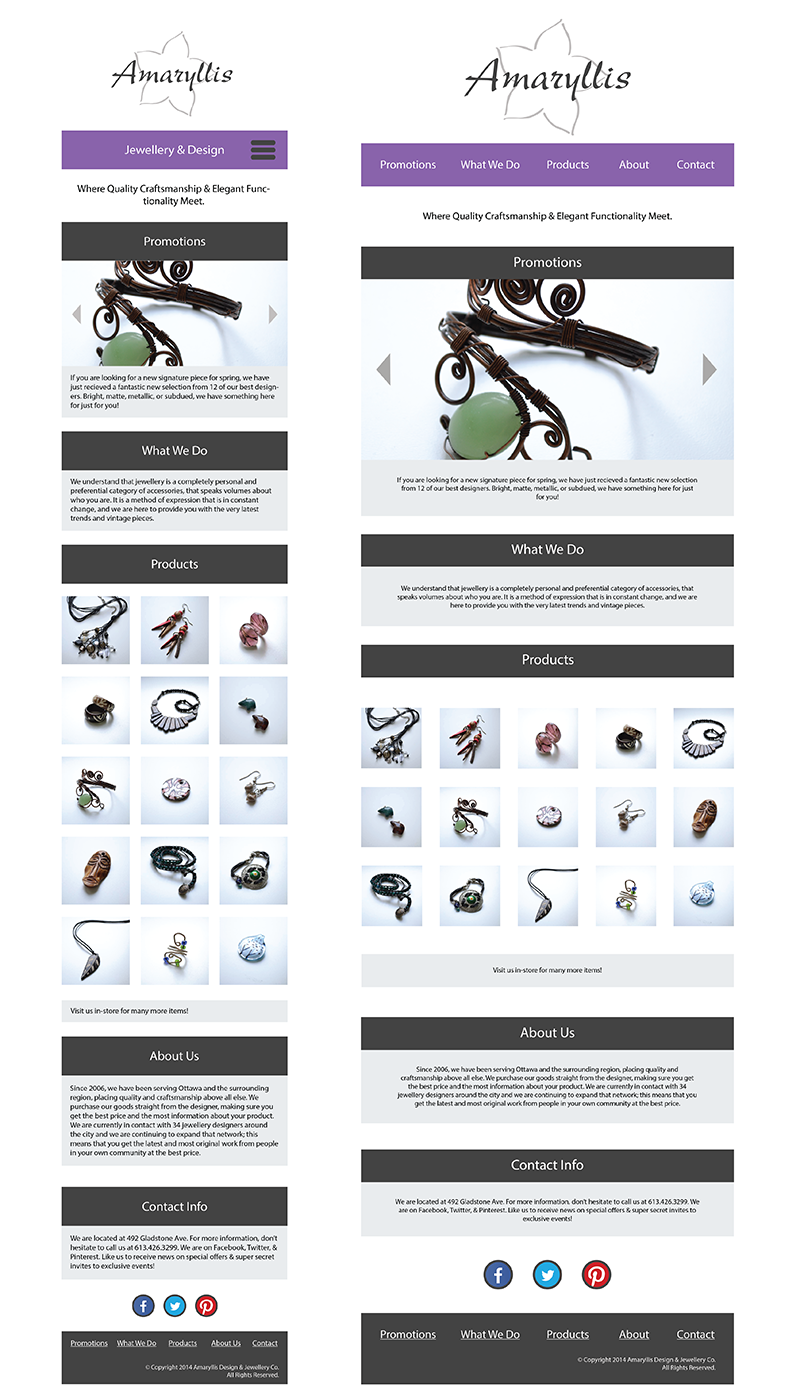 Amaryllis
Jewellery & Design
Where Quality Craftsmanship & Elegant Func-
tionality Meet.
Promotions
If you are looking for a new signature piece for spring, we have
just recieved a fantastic new selection from 12 of our best design-
ers. Bright, matte, metallic, or subdued, we have something here
for just for you!
What We Do
We understand that jewellery is a completely personal and
preferential category of accessories, that speaks volumes about
who you are. It is a method of expression that is in constant
change, and we are here to provide you with the very latest
trends and vintage pieces.
Products
Visit us in-store for many more items!
About Us
Since 2006, we have been serving Ottawa and the surrounding
region, placing quality and craftsmanship above all else. We
purchase our goods straight from the designer, making sure you
get the best price and the most information about your product.
We are currently in contact with 34 jewellery designers around
the city and we are continuing to expand that network; this
means that you get the latest and most original work from people
in your own community at the best price.
Contact Info
We are located at 492 Gladstone Ave. For more information, don't
hesitate to call us at 613.426.3299. We are on Facebook, Twitter, &
Pinterest. Like us to receive news on special offers & super secret
invites to exclusive events!
Promotions What We Do Products About Us Contact
© Copyright 2014 Amaryllis Design & Jewellery Co.
All Rights Reserved.
Amaryllis
Promotions What We Do Products About Contact
Where Quality Craftsmanship & Elegant Functionality Meet.
Promotions
If you are looking for a new signature piece for spring, we have just recieved a fantastic new selection
from 12 of our best designers. Bright, matte, metallic, or subdued, we have something here for just
for you!
What We Do
We understand that jewellery is a completely personal and preferential category of accessories, that
speaks volumes about who you are. It is a method of expression that is in constant change, and we are
here to provide you with the very latest trends and vintage pieces.
Products
Visit us in-store for many more items!
About Us
Since 2006, we have been serving Ottawa and the surrounding region, placing quality and
craftsmanship above all else. We purchase our goods straight from the designer, making sure you get
the best price and the most information about your product. We are currently in contact with 34
jewellery designers around the city and we are continuing to expand that network; this means that you
get the latest and most original work from people in your own community at the best price.
Contact Info
We are located at 492 Gladstone Ave. For more information, don't hesitate to call us at 613.426.3299. We
are on Facebook, Twitter, & Pinterest. Like us to receive news on special offers & super secret invites to
exclusive events!
Promotions What We Do Products About Contact
© Copyright 2014 Amaryllis Design & Jewellery Co.
All Rights Reserved.